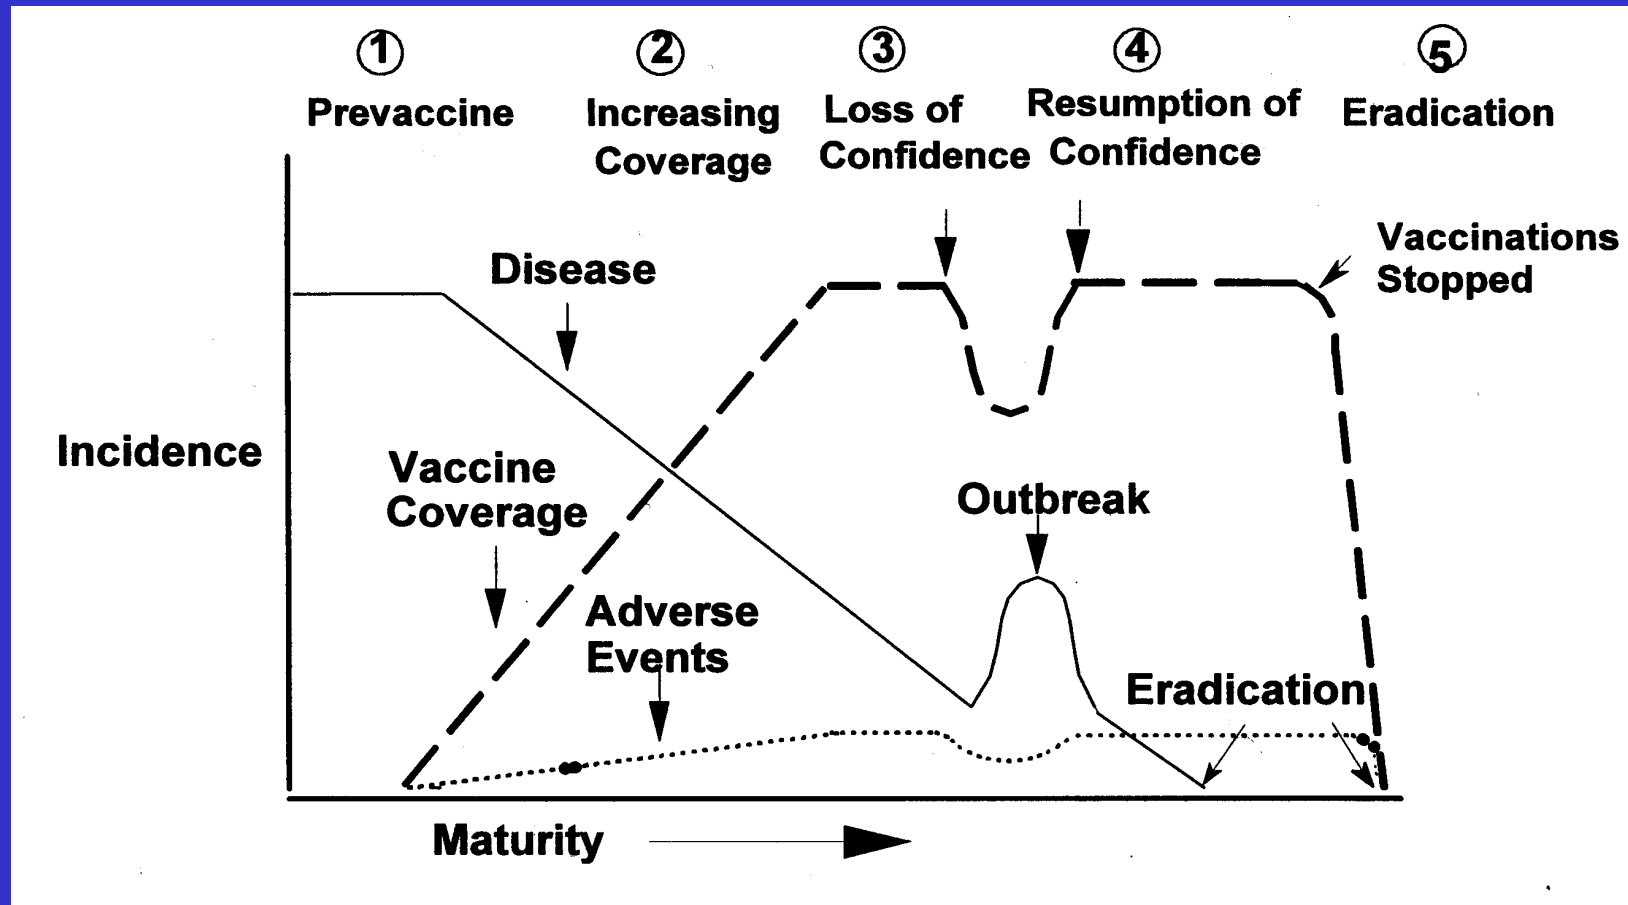 ① ② ③ ④ ⑤
Prevaccine
Increasing
Coverage
Loss of
Confidence
Resumption of
Confidence
Eradication
Vaccinations
Stopped
Disease
Incidence
Vaccine
Coverage
Outbreak
Adverse
Events
Eradication
Maturity